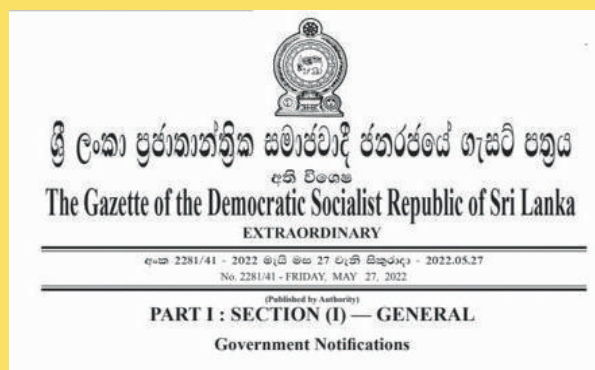 ශ්‍රී ලංකා ප්‍රජාතාන්ත්‍රික සමාජවාදී ජනරජයේ ගැසට් පත්‍රය
අති විශෙෂ
The Gazette of the Democratic Socialist Republic of Sri Lanka
EXTRAORDINARY
අංක 2281/41 - 2022 මැයි මස 27 වැනි සිකුරාදා - 2022.05.27
No. 2281/41 - FRIDAY, MAY 27, 2022
(Published by Authority)
PART I : SECTION (I) — GENERAL
Government Notifications